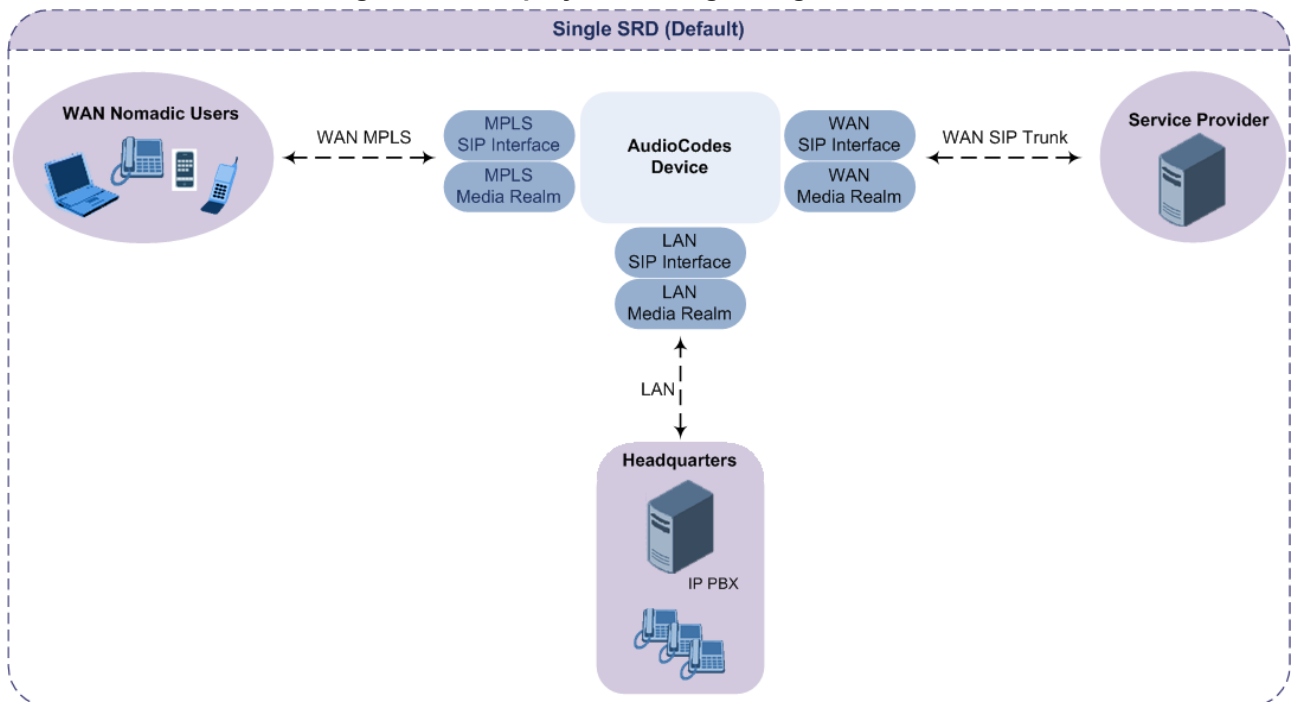 Single SRD (Default)
WAN Nomadic Users
WAN MPLS
MPLS
SIP Interface
MPLS
Media Realm
AudioCodes
Device
WAN
SIP Interface
WAN
Media Realm
WAN SIP Trunk
Service Provider
LAN
SIP Interface
LAN
Media Realm
LAN
Headquarters
IP PBX